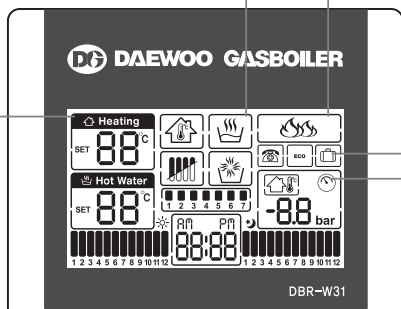 DG DAEWOO GASBOILER
Heating
SET 88°C
Hot Water
SET 88°C
ECO
1 2 3 4 5 6 7
-8.8 bar
AM PM
88:88
1 2 3 4 5 6 7 8 9 10 11 12
1 2 3 4 5 6 7 8 9 10 11 12
DBR-W31